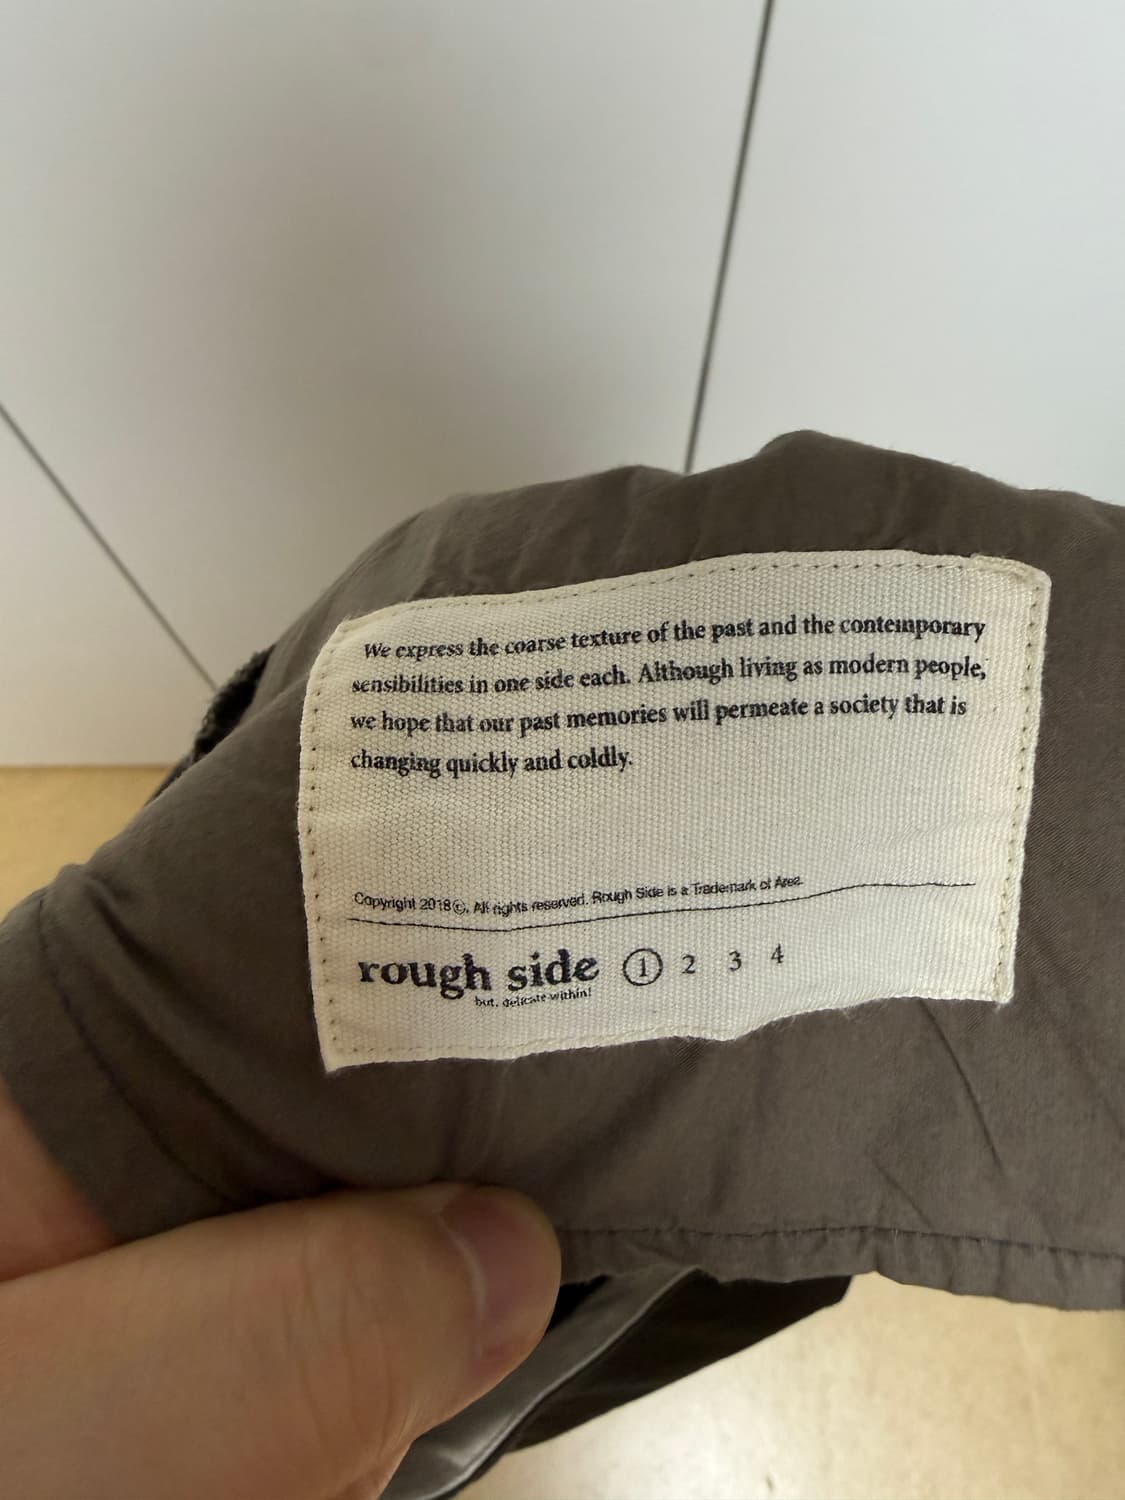 We express the coarse texture of the past and the contemporary
sensibilities in one side each. Although living as modern people,
we hope that our past memories will permeate a society that is
changing quickly and coldly.
Copyright 2018©. All rights reserved. Rough Side is a Trademark of Area.
rough side ① 2 3 4
but, delicate within!